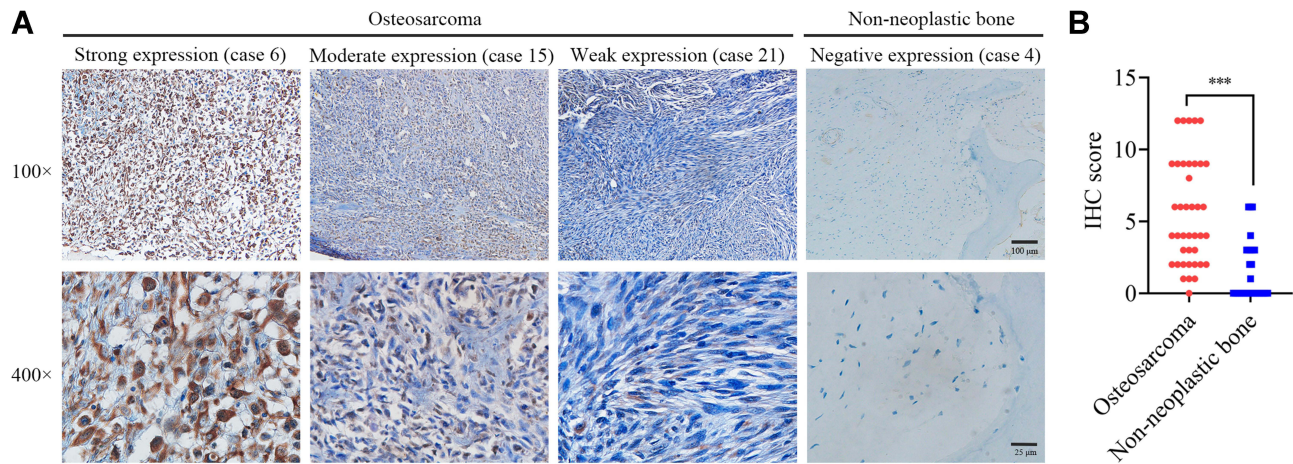 A
Osteosarcoma
Non-neoplastic bone
Strong expression (case 6)
Moderate expression (case 15)
Weak expression (case 21)
Negative expression (case 4)
100×
100 μm
400×
25 μm
B
***
IHC score
15
10
5
0
Osteosarcoma
Non-neoplastic bone